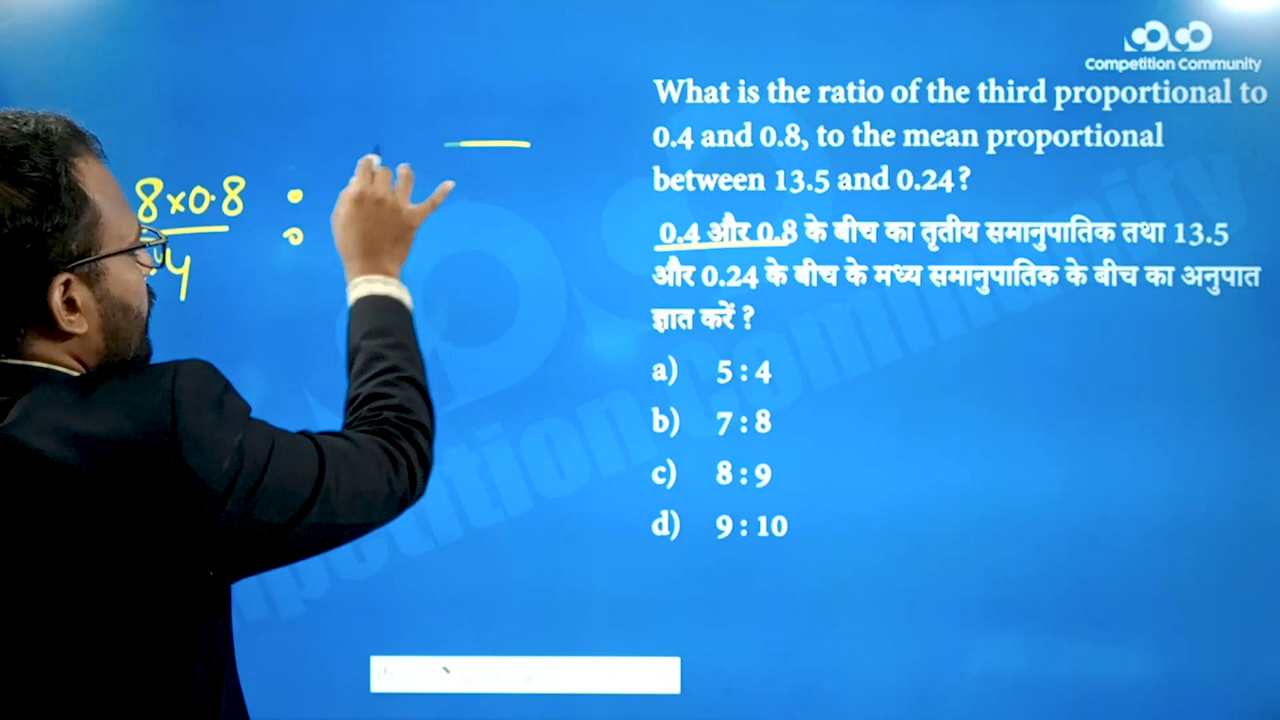 Competition Community
What is the ratio of the third proportional to
0.4 and 0.8, to the mean proportional
between 13.5 and 0.24?
0.4 और 0.8 के बीच का तृतीय समानुपातिक तथा 13.5
और 0.24 के बीच के मध्य समानुपातिक के बीच का अनुपात
ज्ञात करें ?
a) 5 : 4
b) 7 : 8
c) 8 : 9
d) 9 : 10
8×0.8 :
.4